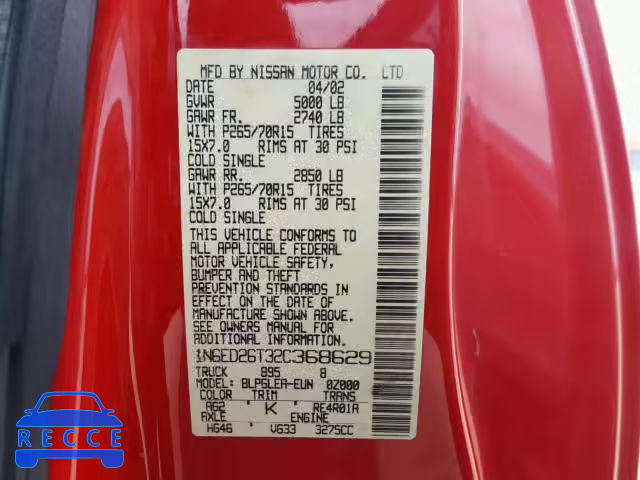 MFD BY NISSAN MOTOR CO. LTD
DATE 04/02
GVWR 5000 LB
GAWR FR. 2740 LB
WITH P265/70R15 TIRES
15X7.0 RIMS AT 30 PSI
COLD SINGLE
GAWR RR. 2850 LB
WITH P265/70R15 TIRES
15X7.0 RIMS AT 30 PSI
COLD SINGLE
THIS VEHICLE CONFORMS TO
ALL APPLICABLE FEDERAL
MOTOR VEHICLE SAFETY,
BUMPER AND THEFT
PREVENTION STANDARDS IN
EFFECT ON THE DATE OF
MANUFACTURE SHOWN ABOVE.
SEE OWNERS MANUAL FOR
ADDITIONAL INFORMATION
1N6ED26T32C368629
TRUCK 895 8
MODEL: BLPGLEA-EUN 0Z000
COLOR TRIM TRANS
AG2 K RE4R01A
AXLE ENGINE
HG46 VG33 3275CC
RECCE